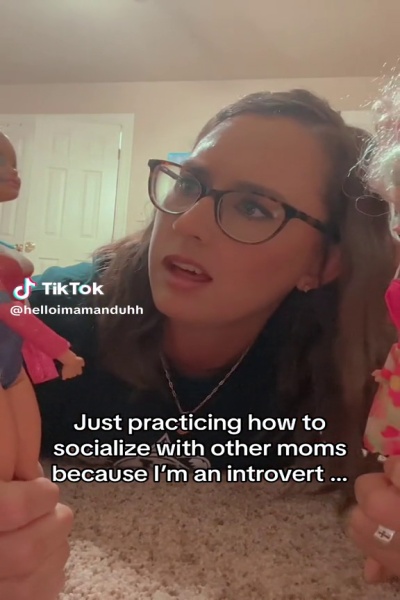 TikTok
@helloimamanduhh
Just practicing how to
socialize with other moms
because I'm an introvert ...